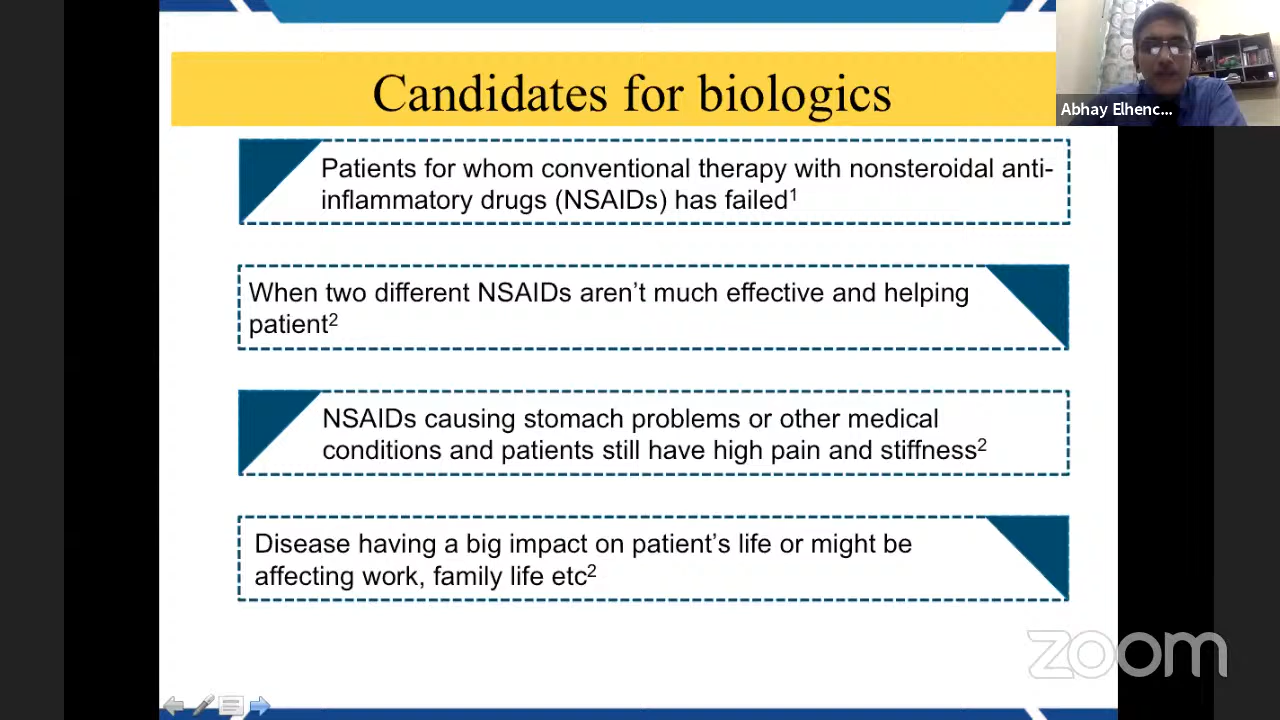 Candidates for biologics
Abhay Elhenc...
Patients for whom conventional therapy with nonsteroidal anti-
inflammatory drugs (NSAIDs) has failed¹
When two different NSAIDs aren’t much effective and helping
patient²
NSAIDs causing stomach problems or other medical
conditions and patients still have high pain and stiffness²
Disease having a big impact on patient’s life or might be
affecting work, family life etc²
zoom